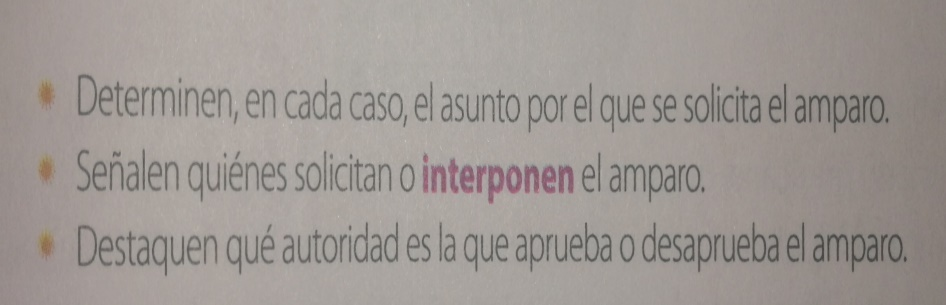 Determinen, en cada caso, el asunto por el que se solicita el amparo.
Señalen quiénes solicitan o interponen el amparo.
Destaquen qué autoridad es la que aprueba o desaprueba el amparo.